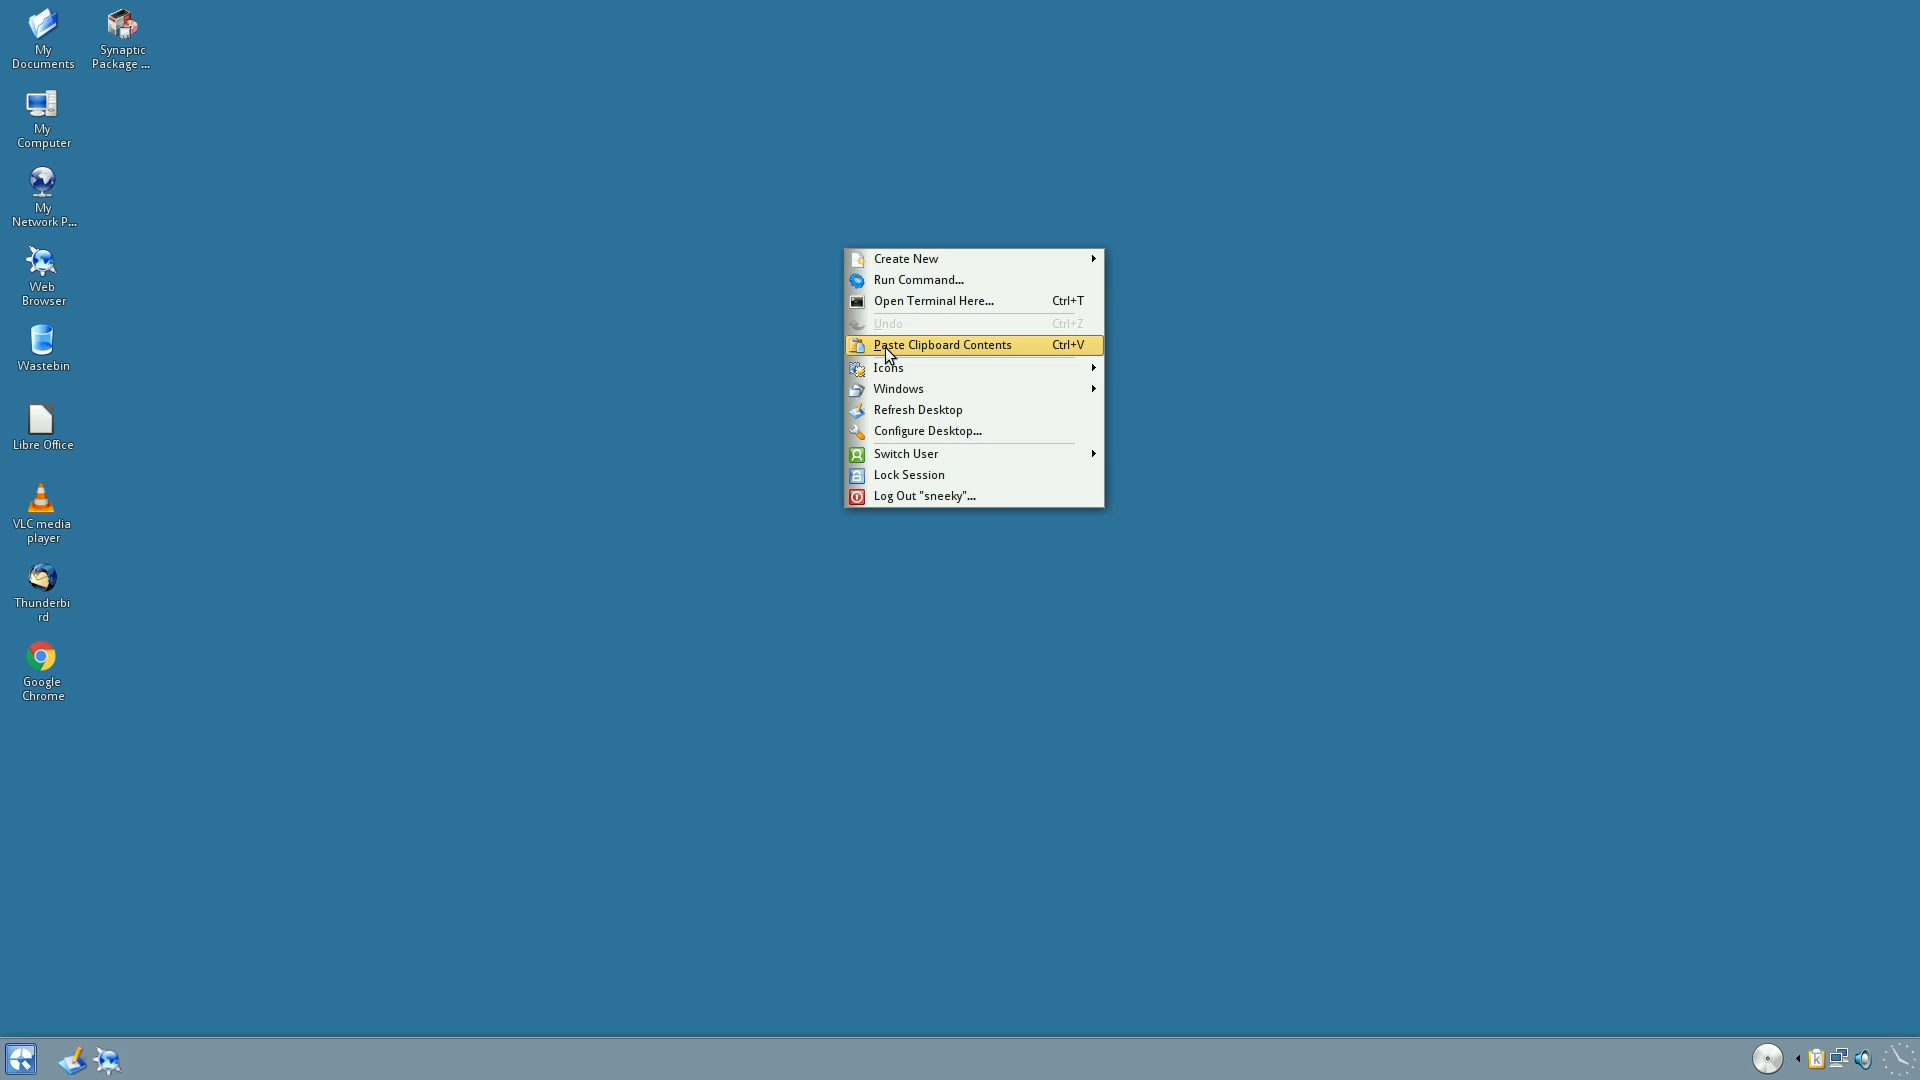 My
Documents
Synaptic
Package ...
My
Computer
My
Network P...
Web
Browser
Wastebin
Libre Office
VLC media
player
Thunderbi
rd
Google
Chrome
Create New
Run Command...
Open Terminal Here... Ctrl+T
Undo Ctrl+Z
Paste Clipboard Contents Ctrl+V
Icons
Windows
Refresh Desktop
Configure Desktop...
Switch User
Lock Session
Log Out "sneeky"...